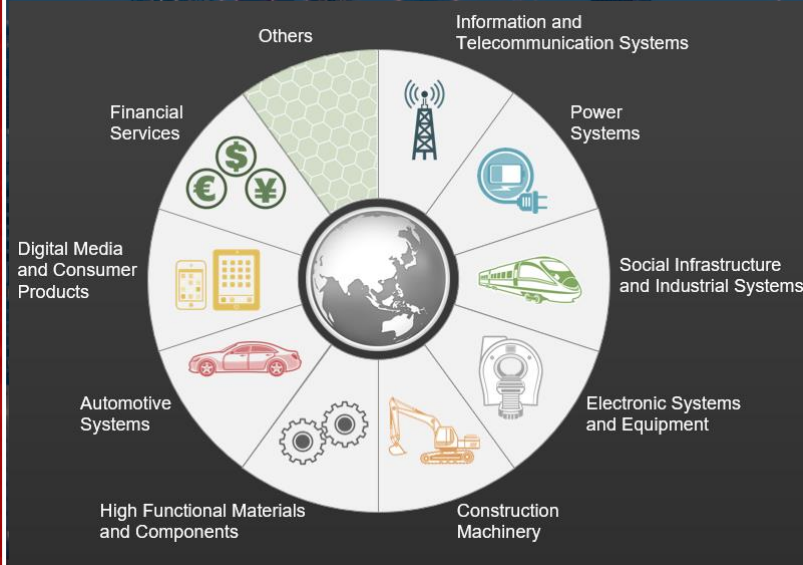 Others
Information and
Telecommunication Systems
Financial
Services
Power
Systems
$
€
¥
Digital Media
and Consumer
Products
Social Infrastructure
and Industrial Systems
Automotive
Systems
Electronic Systems
and Equipment
High Functional Materials
and Components
Construction
Machinery